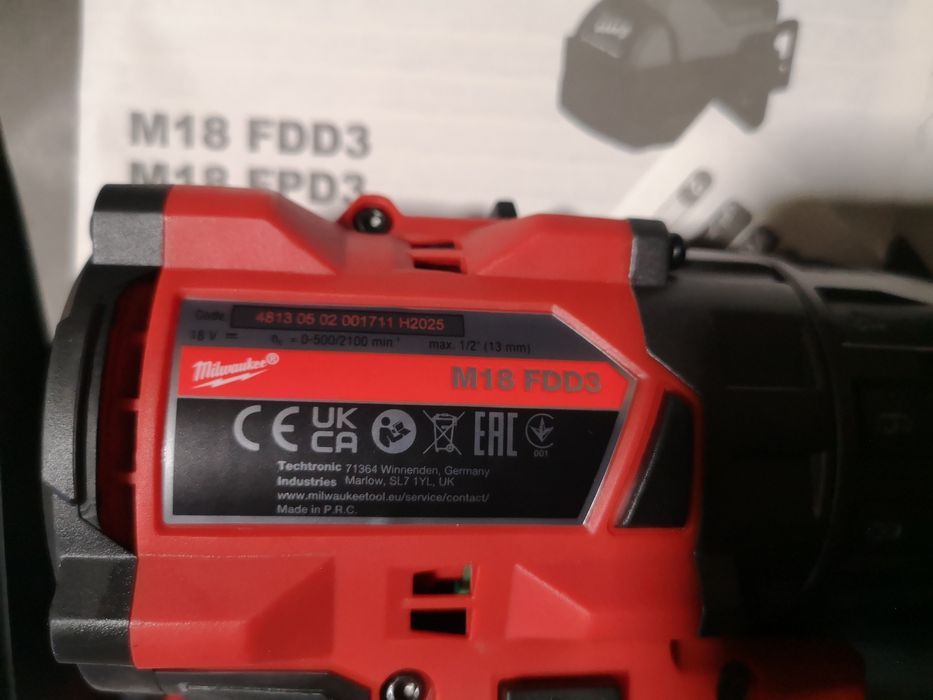 M18 FDD3
M18 FPD3
Code 4813 05 02 001711 H2025
18 V ⎓ n₀ = 0-500/2100 min⁻¹ max. 1/2" (13 mm)
Milwaukee®
M18 FDD3
CE UK CA EAC
001
Techtronic 71364 Winnenden, Germany
Industries Marlow, SL7 1YL, UK
www.milwaukeetool.eu/service/contact/
Made in P.R.C.